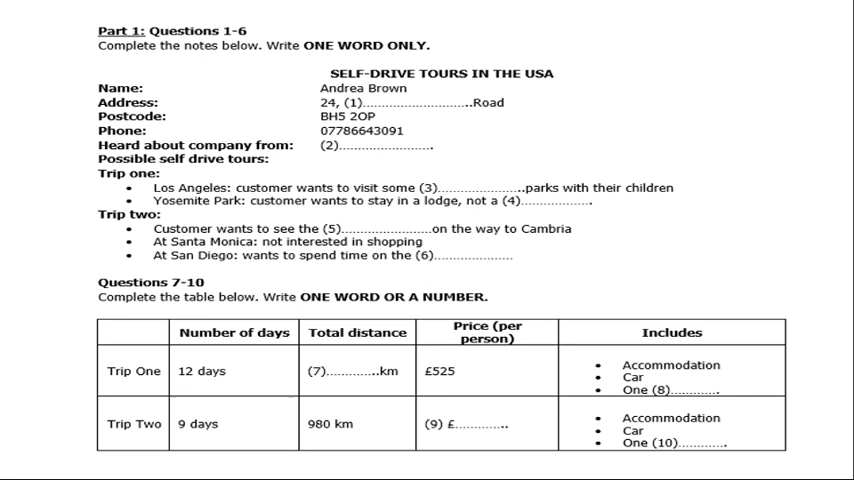 Part 1: Questions 1-6
Complete the notes below. Write ONE WORD ONLY.
SELF-DRIVE TOURS IN THE USA
Name: Andrea Brown
Address: 24, (1)............................Road
Postcode: BH5 2OP
Phone: 07786643091
Heard about company from: (2)........................
Possible self drive tours:
Trip one:
• Los Angeles: customer wants to visit some (3)......................parks with their children
• Yosemite Park: customer wants to stay in a lodge, not a (4)..................
Trip two:
• Customer wants to see the (5).......................on the way to Cambria
• At Santa Monica: not interested in shopping
• At San Diego: wants to spend time on the (6)....................
Questions 7-10
Complete the table below. Write ONE WORD OR A NUMBER.
Number of days Total distance Price (per person) Includes
Trip One 12 days (7)..............km £525
• Accommodation
• Car
• One (8).............
Trip Two 9 days 980 km (9) £..............
• Accommodation
• Car
• One (10).............